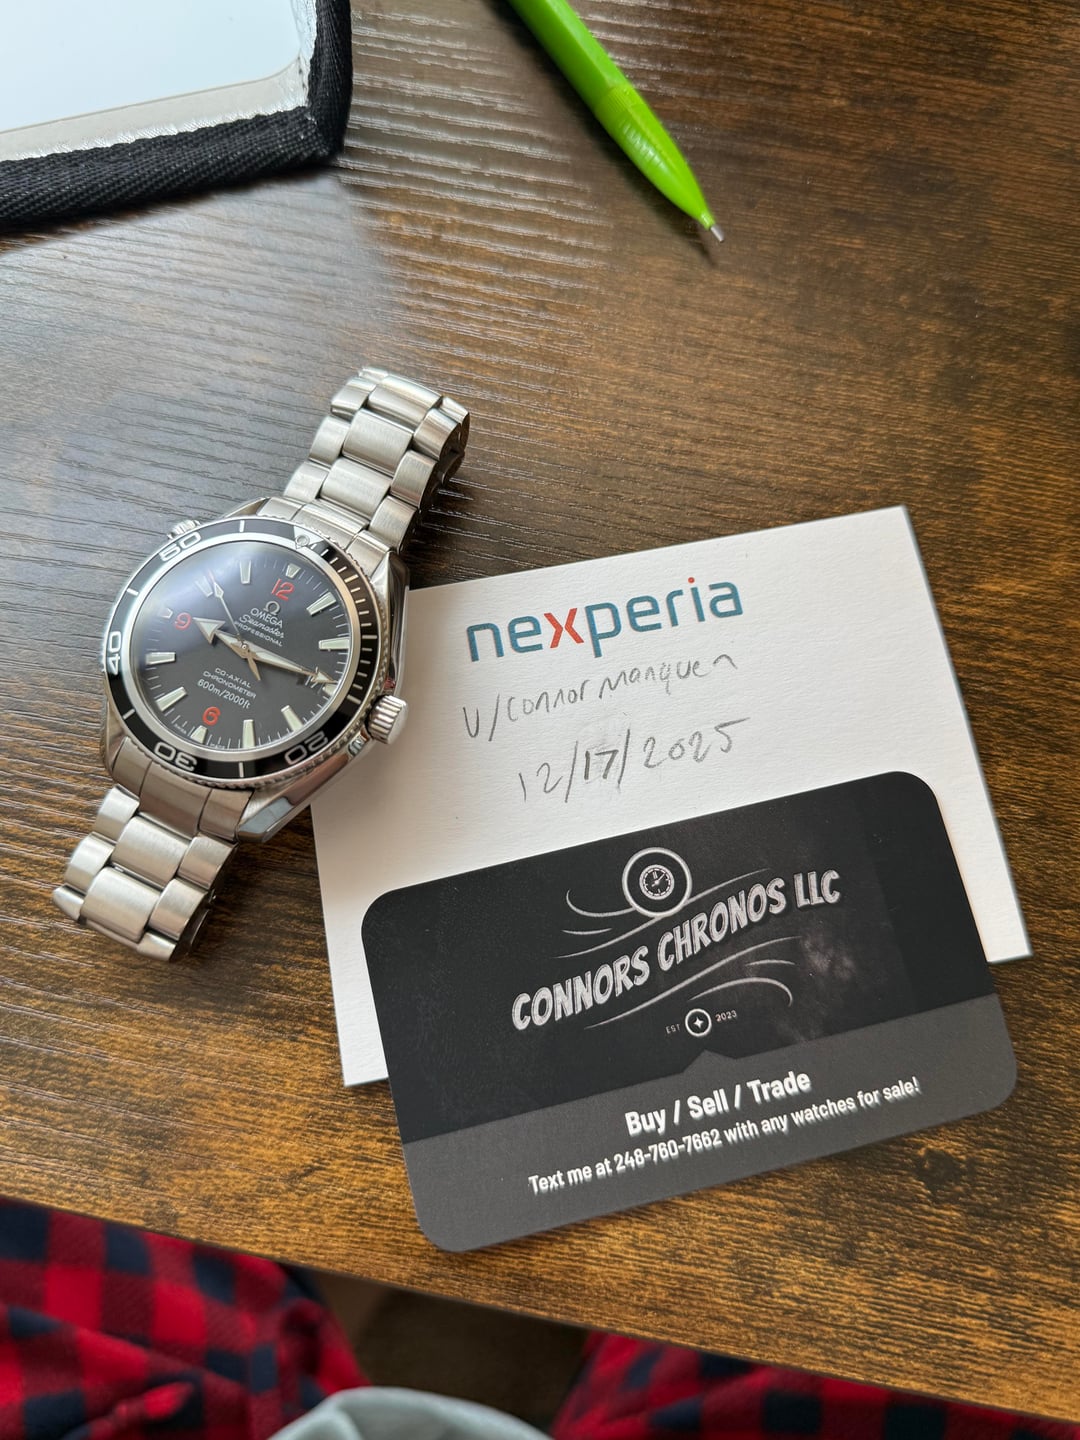 60
40
30
20
12
9
6
Ω
OMEGA
Seamaster
PROFESSIONAL
CO-AXIAL
CHRONOMETER
600m/2000ft
17
nexperia
U/ConnorManquen
12/17/2025
CONNORS CHRONOS LLC
EST 2023
Buy / Sell / Trade
Text me at 248-760-7662 with any watches for sale!